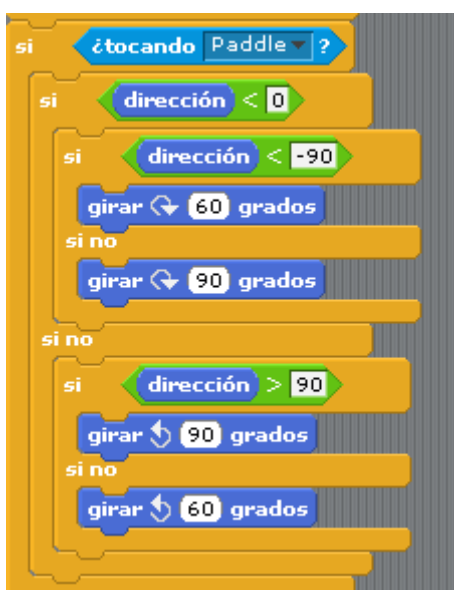 si ¿tocando Paddle ?
si dirección < 0
si dirección < -90
girar 60 grados
si no
girar 90 grados
si no
si dirección > 90
girar 90 grados
si no
girar 60 grados